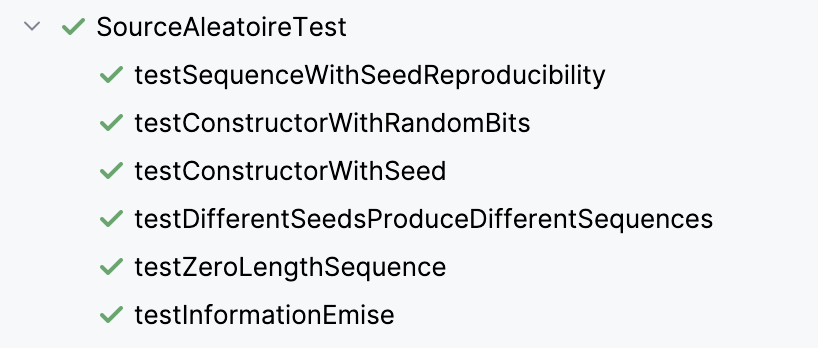 SourceAleatoireTest
testSequenceWithSeedReproducibility
testConstructorWithRandomBits
testConstructorWithSeed
testDifferentSeedsProduceDifferentSequences
testZeroLengthSequence
testInformationEmise